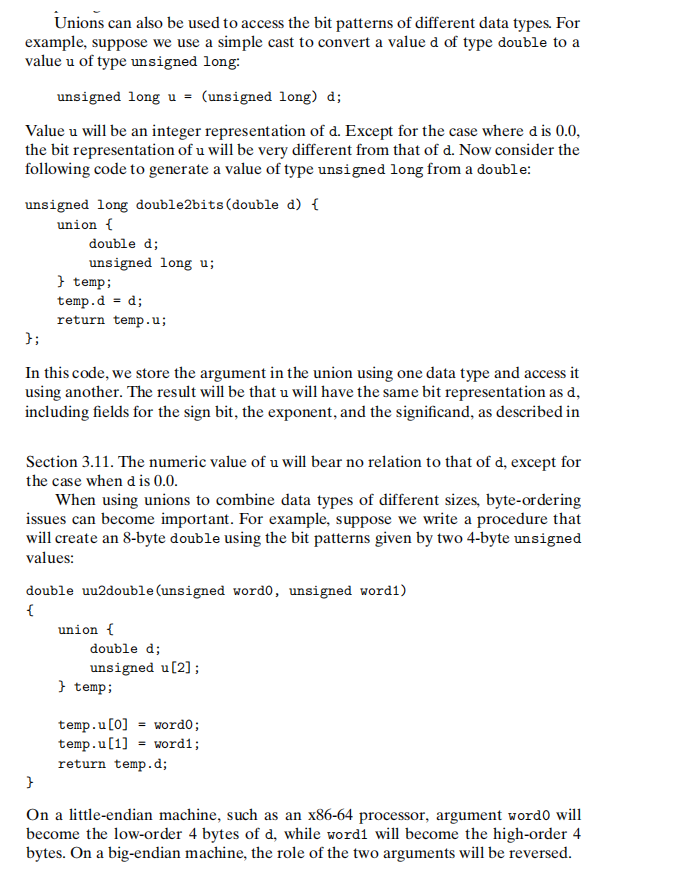 Unions can also be used to access the bit patterns of different data types. For
example, suppose we use a simple cast to convert a value d of type double to a
value u of type unsigned long:
unsigned long u = (unsigned long) d;
Value u will be an integer representation of d. Except for the case where d is 0.0,
the bit representation of u will be very different from that of d. Now consider the
following code to generate a value of type unsigned long from a double:
unsigned long double2bits(double d) {
union {
double d;
unsigned long u;
} temp;
temp.d = d;
return temp.u;
};
In this code, we store the argument in the union using one data type and access it
using another. The result will be that u will have the same bit representation as d,
including fields for the sign bit, the exponent, and the significand, as described in
Section 3.11. The numeric value of u will bear no relation to that of d, except for
the case when d is 0.0.
When using unions to combine data types of different sizes, byte-ordering
issues can become important. For example, suppose we write a procedure that
will create an 8-byte double using the bit patterns given by two 4-byte unsigned
values:
double uu2double(unsigned word0, unsigned word1)
{
union {
double d;
unsigned u[2];
} temp;
temp.u[0] = word0;
temp.u[1] = word1;
return temp.d;
}
On a little-endian machine, such as an x86-64 processor, argument word0 will
become the low-order 4 bytes of d, while word1 will become the high-order 4
bytes. On a big-endian machine, the role of the two arguments will be reversed.